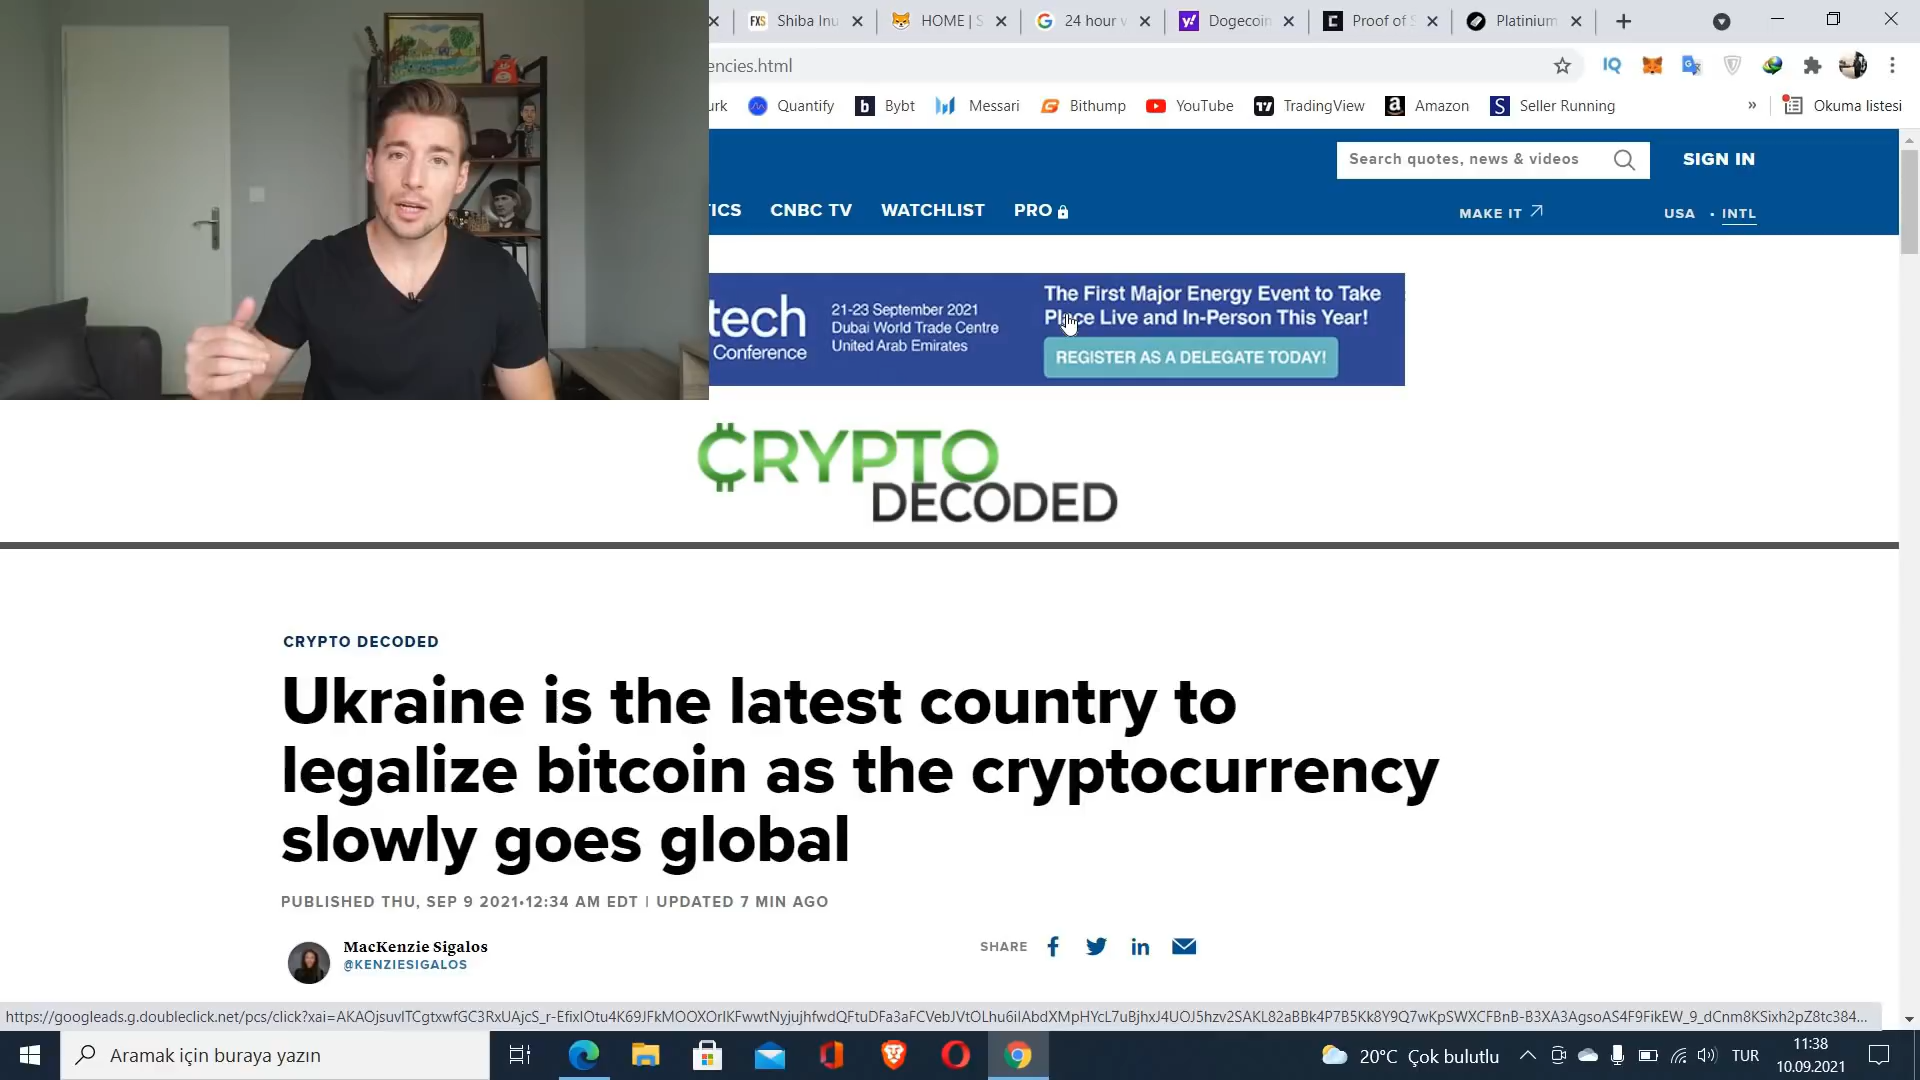 Shiba Inu
HOME | S
24 hour v
Dogecoin
Proof of S
Platinium
encies.html
urk
Quantify
Bybt
Messari
Bithump
YouTube
TradingView
Amazon
Seller Running
»
Okuma listesi
Search quotes, news & videos
SIGN IN
TICS
CNBC TV
WATCHLIST
PRO
MAKE IT
USA • INTL
tech
Conference
21-23 September 2021
Dubai World Trade Centre
United Arab Emirates
The First Major Energy Event to Take
Place Live and In-Person This Year!
REGISTER AS A DELEGATE TODAY!
CRYPTO
DECODED
CRYPTO DECODED
Ukraine is the latest country to
legalize bitcoin as the cryptocurrency
slowly goes global
PUBLISHED THU, SEP 9 2021•12:34 AM EDT | UPDATED 7 MIN AGO
MacKenzie Sigalos
@KENZIESIGALOS
SHARE
Aramak için buraya yazın
20°C Çok bulutlu
TUR
11:38
10.09.2021